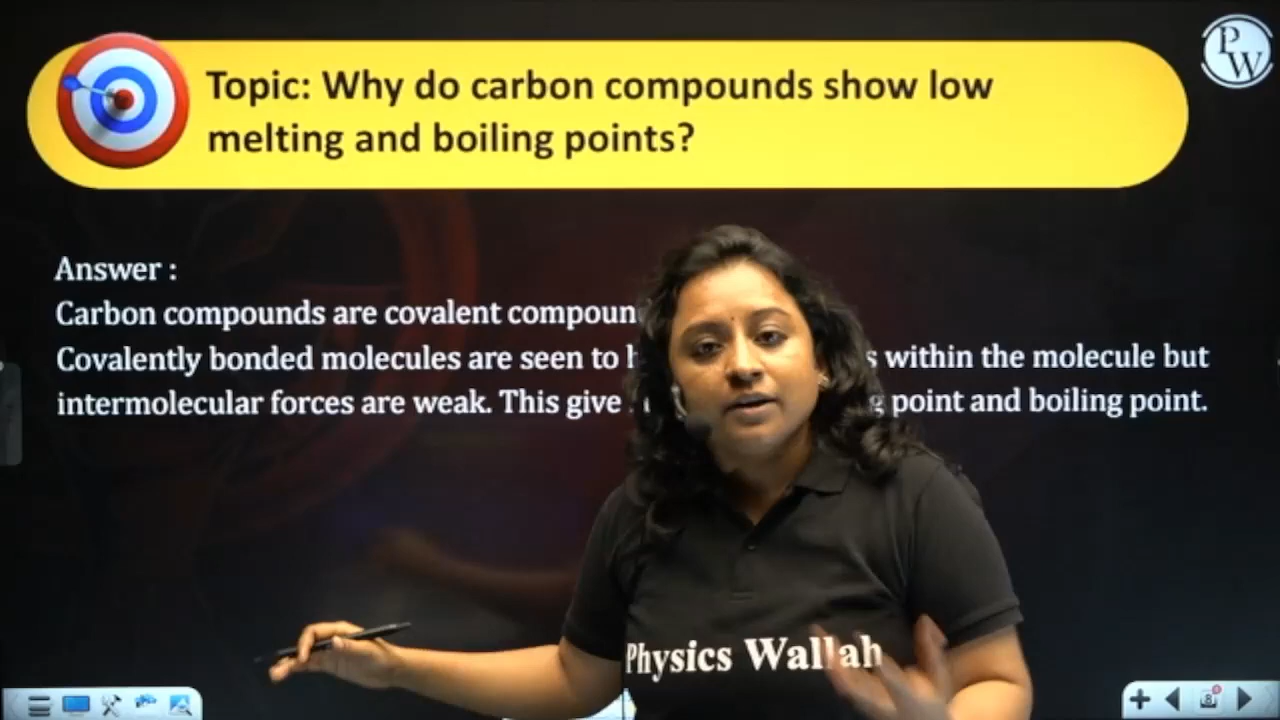 Topic: Why do carbon compounds show low
melting and boiling points?
PW
Answer :
Carbon compounds are covalent compoun
Covalently bonded molecules are seen to h s within the molecule but
intermolecular forces are weak. This give g point and boiling point.
Physics Wallah
8